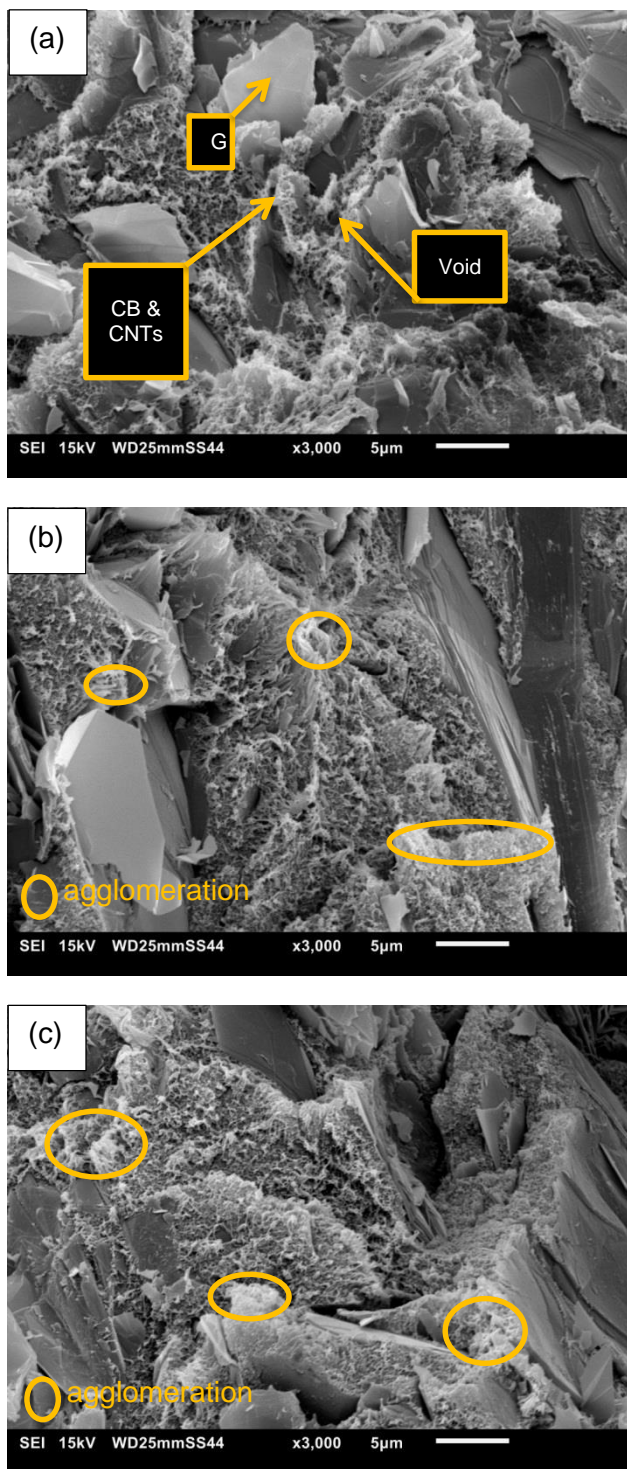 (a)
G
Void
CB &
CNTs
SEI 15kV WD25mmSS44 x3,000 5μm
(b)
agglomeration
SEI 15kV WD25mmSS44 x3,000 5μm
(c)
agglomeration
SEI 15kV WD25mmSS44 x3,000 5μm